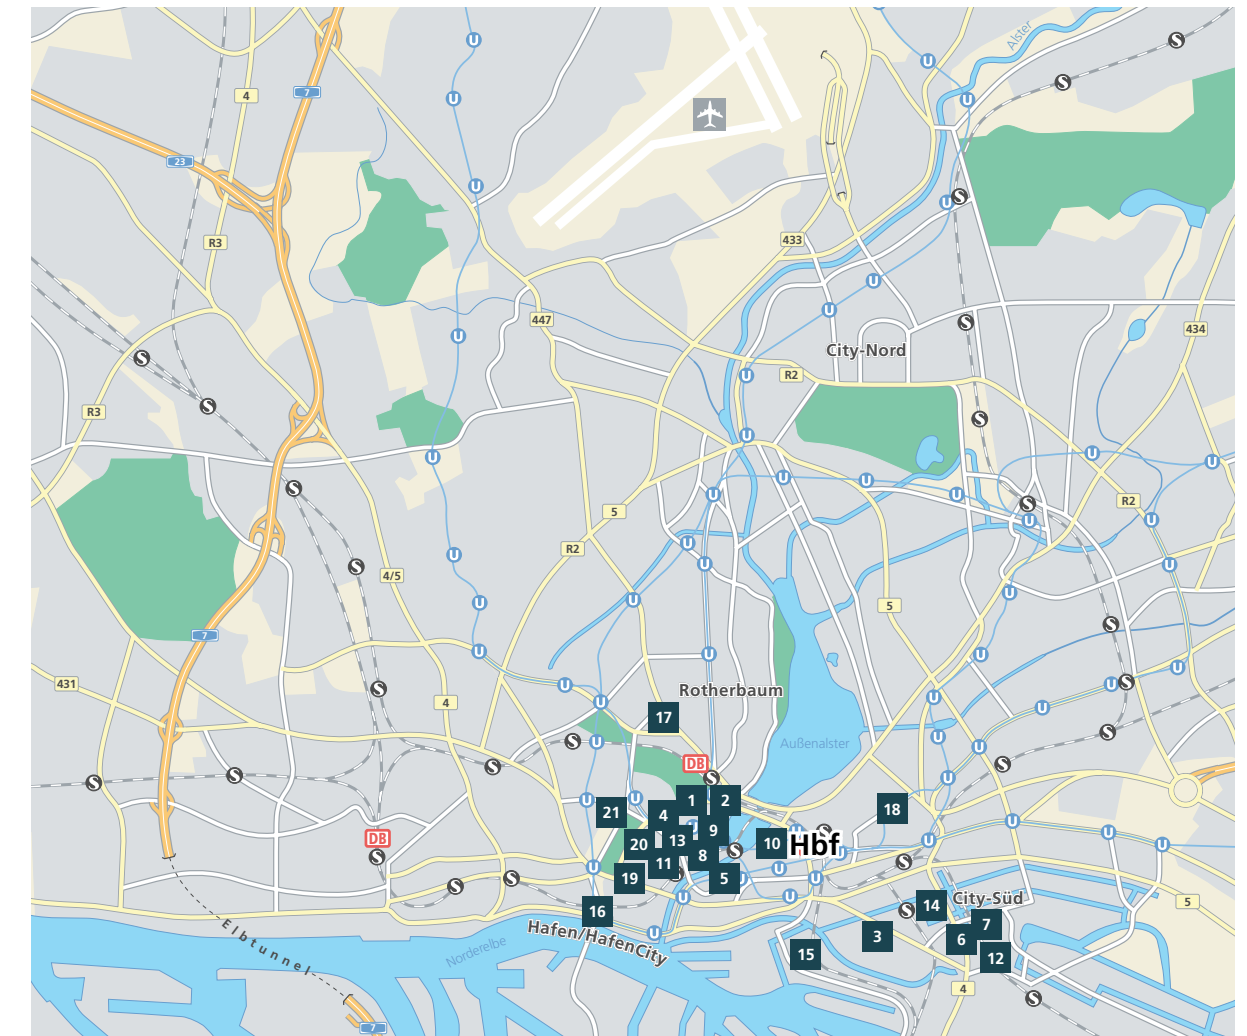 Alster
U
S
U
S
U
4
7
U
U
23
U
S
U
R3
433
U
U
447
S
434
U
S
City-Nord
R2
U
S
R3
S
U
S
U
U
U
U
U
S
U
U
S
R2
5
U
U
R2
U
U
S
U
4/5
U
U
5
U
S
7
U
U
U
U
431
S
Rotherbaum
U
S
U
4
U
U
U
17
S
U
U
S
Außenalster
U
DB
S
S
S
S
U
1
2
U
U
21
4
18
U
DB
9
U
S
20
13
10
Hbf
U
U
U
S
8
S
U
11
S
U
U
S
19
5
U
U
S
U
U
City-Süd
5
16
14
S
Hafen/HafenCity
7
U
3
6
Elbtunnel
Norderelbe
15
12
4
S
7